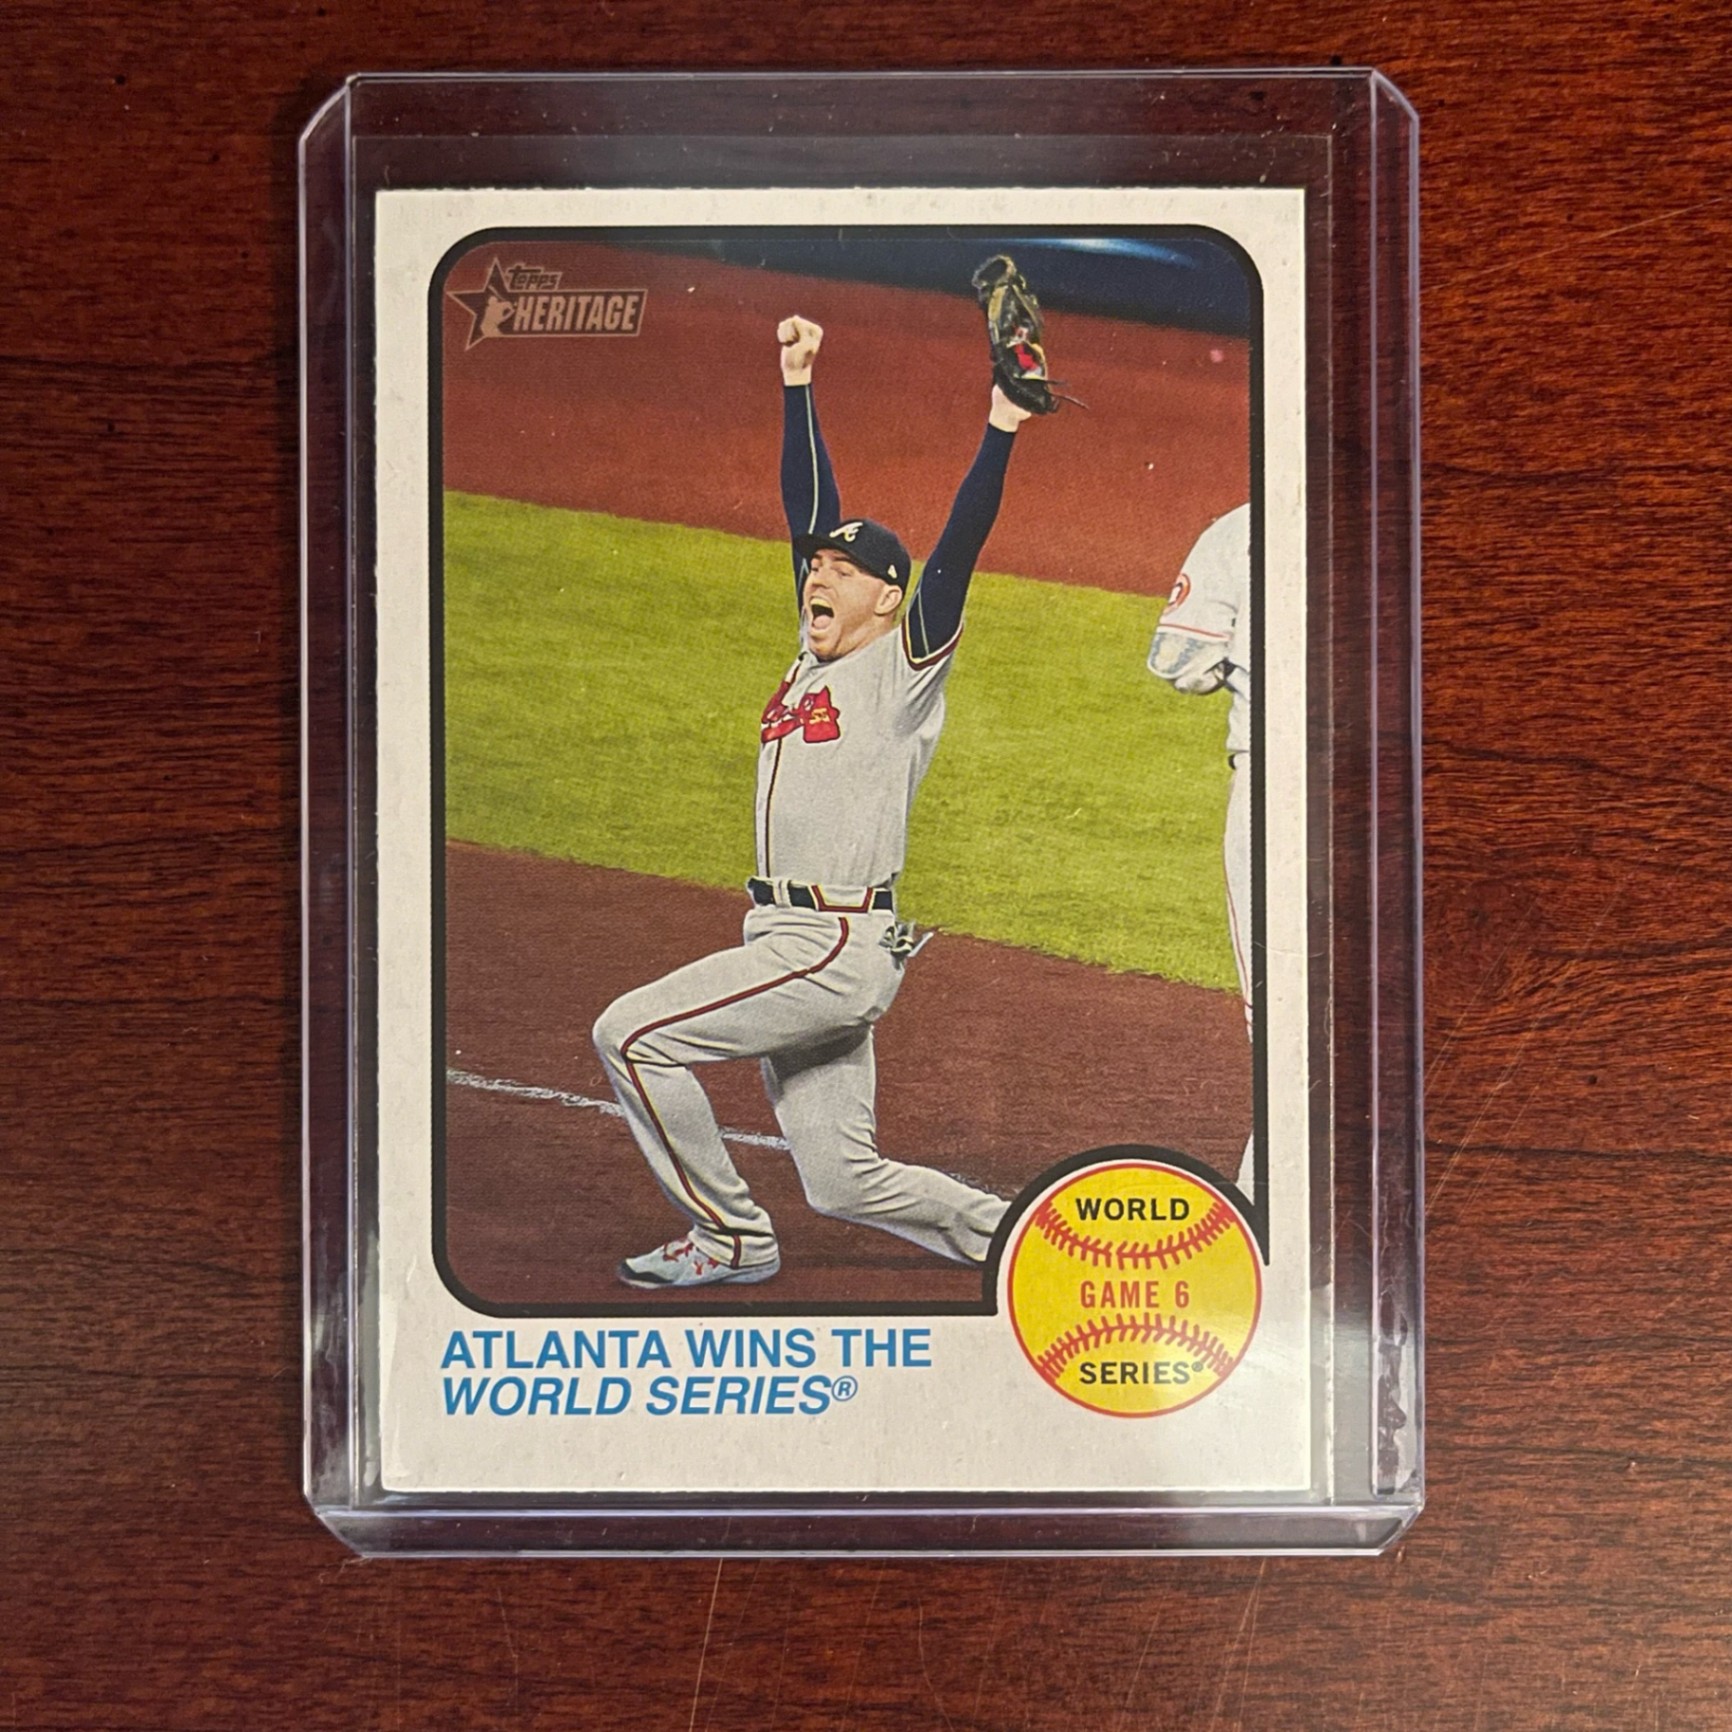 topps
HERITAGE
WORLD
GAME 6
SERIES®
ATLANTA WINS THE
WORLD SERIES®